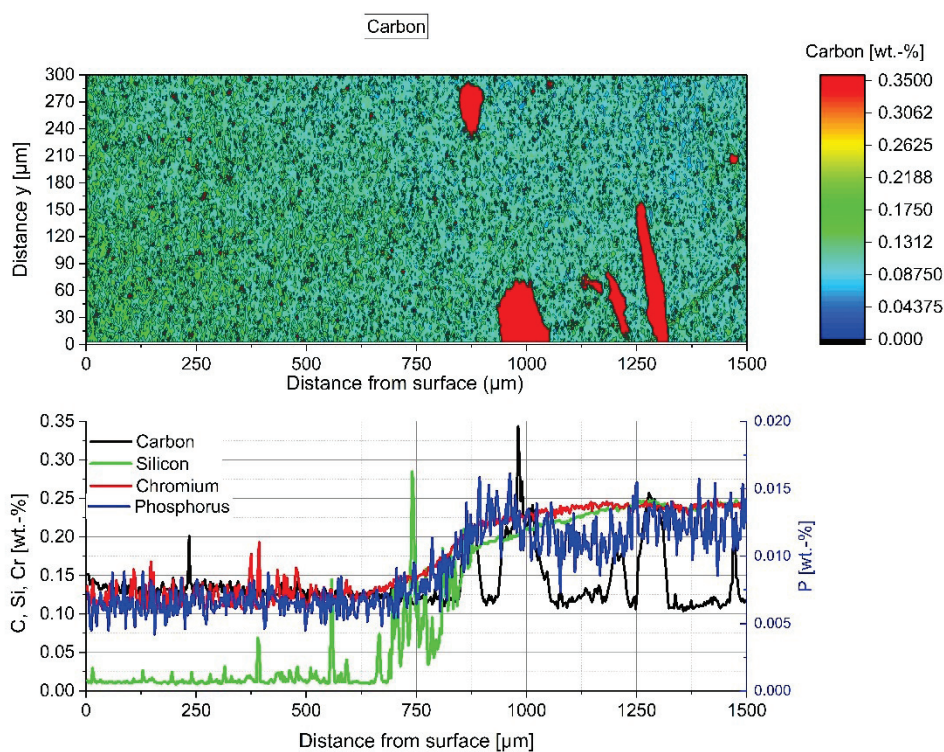 Carbon
Carbon [wt.-%]
300
270
240
210
180
150
120
90
60
30
0
Distance y [µm]
0 250 500 750 1000 1250 1500
Distance from surface (µm)
0.3500
0.3062
0.2625
0.2188
0.1750
0.1312
0.08750
0.04375
0.000
0.35
0.30
0.25
0.20
0.15
0.10
0.05
0.00
C, Si, Cr [wt.-%]
Carbon
Silicon
Chromium
Phosphorus
0.020
0.015
0.010
0.005
0.000
P [wt.-%]
0 250 500 750 1000 1250 1500
Distance from surface [µm]